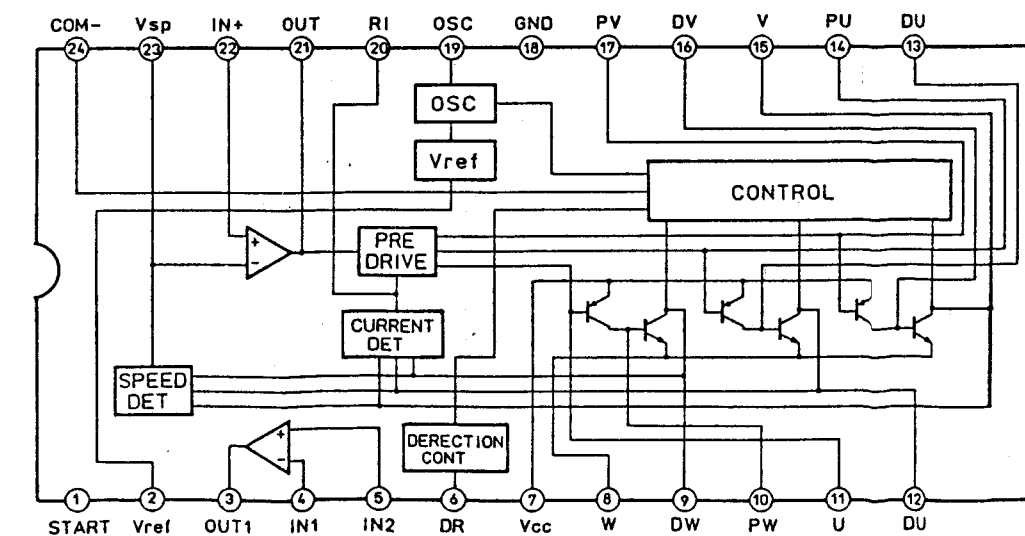 COM- Vsp IN+ OUT RI OSC GND PV DV V PU DU
24 23 22 21 20 19 18 17 16 15 14 13
OSC
Vref
CONTROL
+
-
PRE
DRIVE
CURRENT
DET
SPEED
DET
+
-
DERECTION
CONT
1 2 3 4 5 6 7 8 9 10 11 12
START Vref OUT1 IN1 IN2 DR Vcc W DW PW U DU